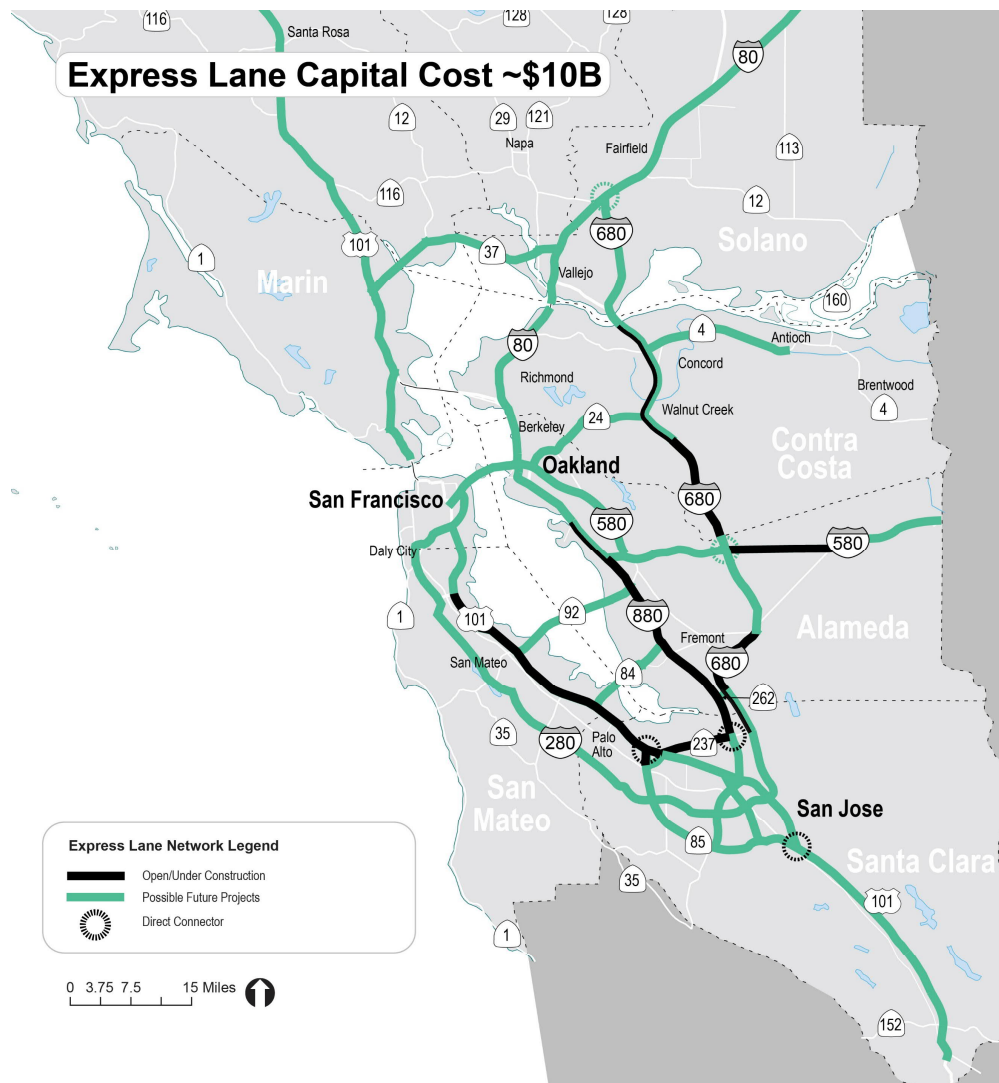 116
128
128
Santa Rosa
80
Express Lane Capital Cost ~$10B
12
29
121
Napa
Fairfield
113
116
12
680
Solano
101
37
1
Marin
Vallejo
160
4
Antioch
80
Concord
Richmond
Brentwood
4
Walnut Creek
24
Berkeley
Contra
Costa
Oakland
680
San Francisco
580
580
Daly City
92
880
1
101
Fremont
Alameda
680
San Mateo
84
262
35
280
Palo
Alto
237
San
Mateo
San Jose
85
Santa Clara
35
101
Express Lane Network Legend
Open/Under Construction
Possible Future Projects
Direct Connector
1
0 3.75 7.5 15 Miles
152